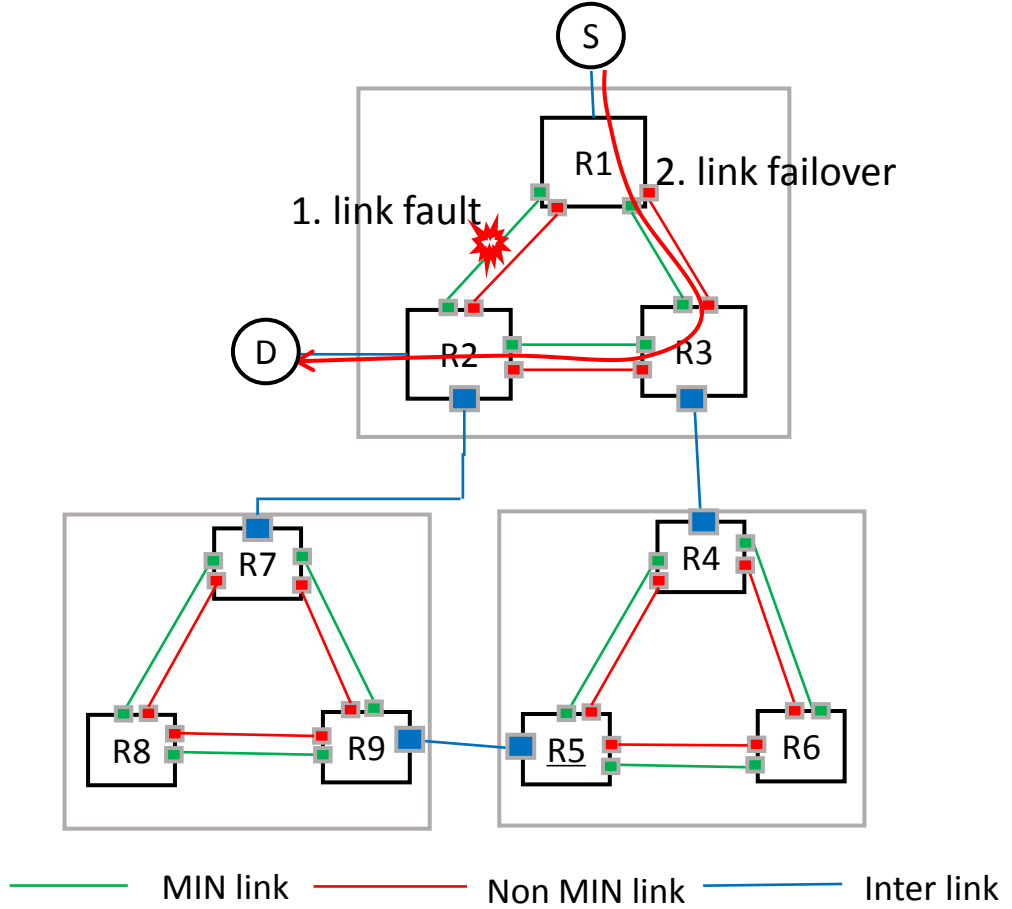 S
R1
2. link failover
1. link fault
D
R2
R3
R7
R4
R8
R9
R5
R6
MIN link
Non MIN link
Inter link